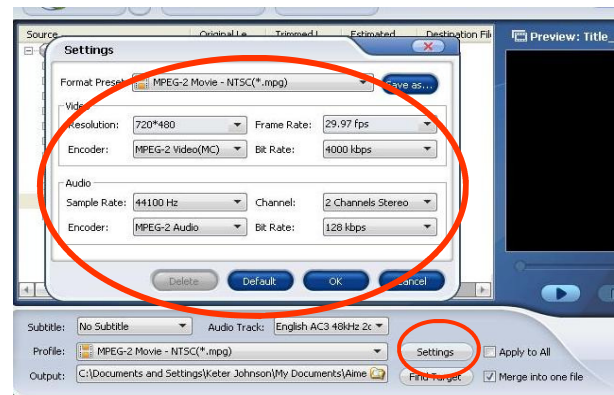 Source Original Le Trimmed L Estimated Destination File
Preview: Title_
Settings
Format Preset: MPEG-2 Movie - NTSC(*.mpg) Save as...
Video
Resolution: 720*480 Frame Rate: 29.97 fps
Encoder: MPEG-2 Video(MC) Bit Rate: 4000 kbps
Audio
Sample Rate: 44100 Hz Channel: 2 Channels Stereo
Encoder: MPEG-2 Audio Bit Rate: 128 kbps
Delete Default OK Cancel
Subtitle: No Subtitle Audio Track: English AC3 48kHz 2c
Profile: MPEG-2 Movie - NTSC(*.mpg) Settings Apply to All
Output: C:\Documents and Settings\Keter Johnson\My Documents\Aime Find Target Merge into one file